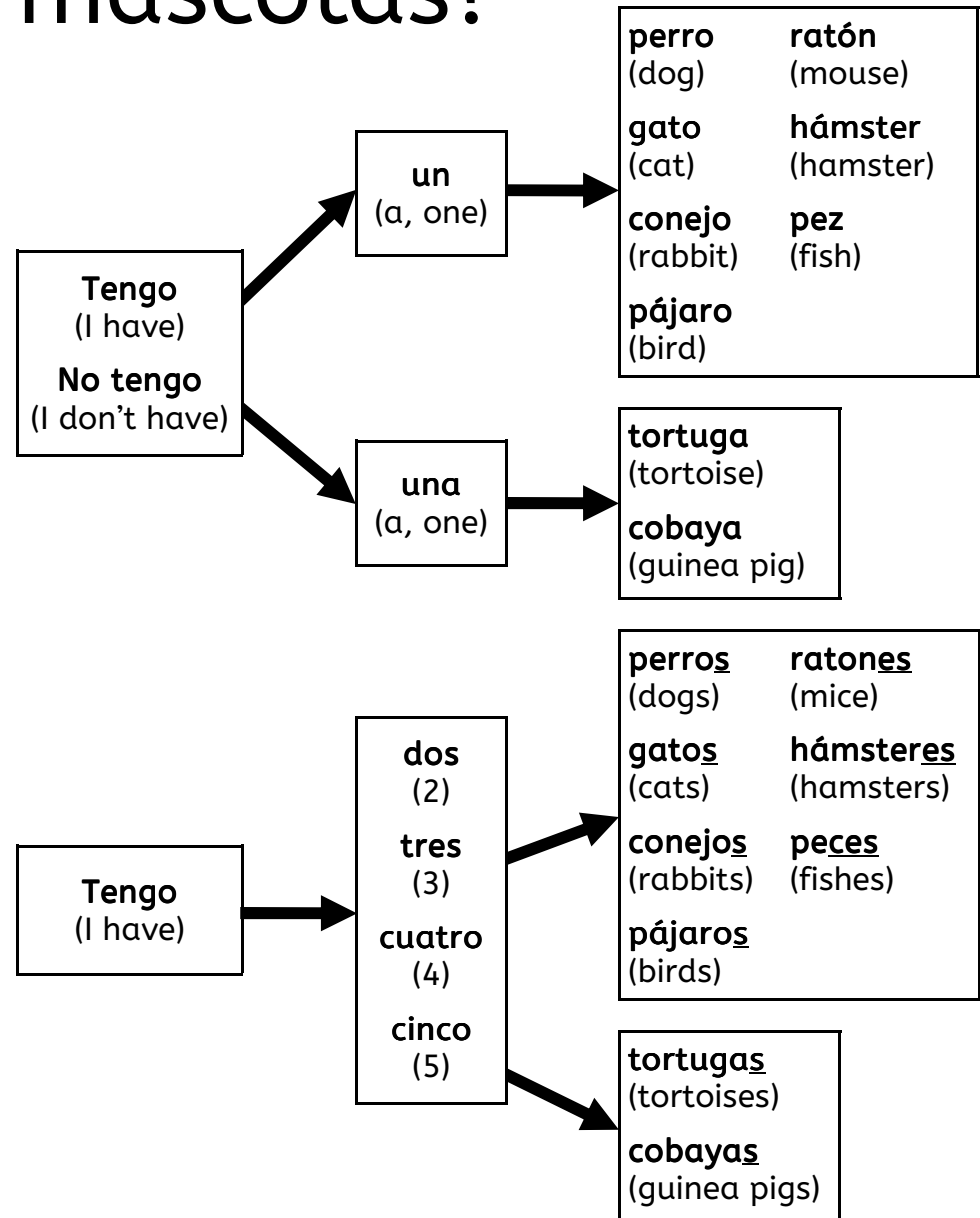 mascotas?
Tengo
(I have)
No tengo
(I don't have)
un
(a, one)
perro
(dog)
gato
(cat)
conejo
(rabbit)
pájaro
(bird)
ratón
(mouse)
hámster
(hamster)
pez
(fish)
una
(a, one)
tortuga
(tortoise)
cobaya
(guinea pig)
Tengo
(I have)
dos
(2)
tres
(3)
cuatro
(4)
cinco
(5)
perros
(dogs)
gatos
(cats)
conejos
(rabbits)
pájaros
(birds)
ratones
(mice)
hámsteres
(hamsters)
peces
(fishes)
tortugas
(tortoises)
cobayas
(guinea pigs)